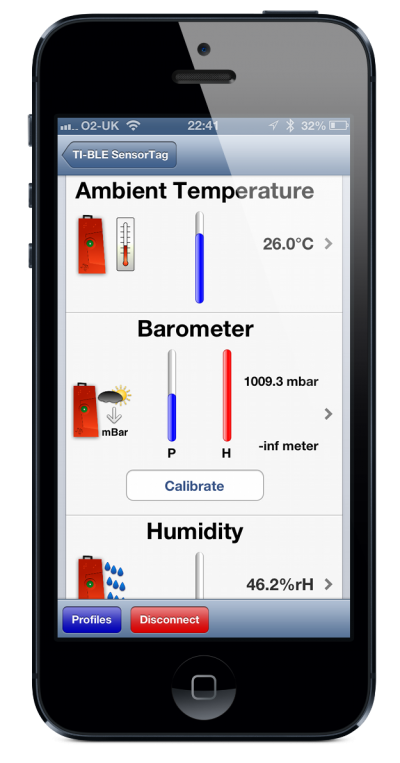 O2-UK 22:41 32%
TI-BLE SensorTag
Ambient Temperature
26.0°C
Barometer
1009.3 mbar
mBar
P H
-inf meter
Calibrate
Humidity
46.2%rH
Profiles Disconnect